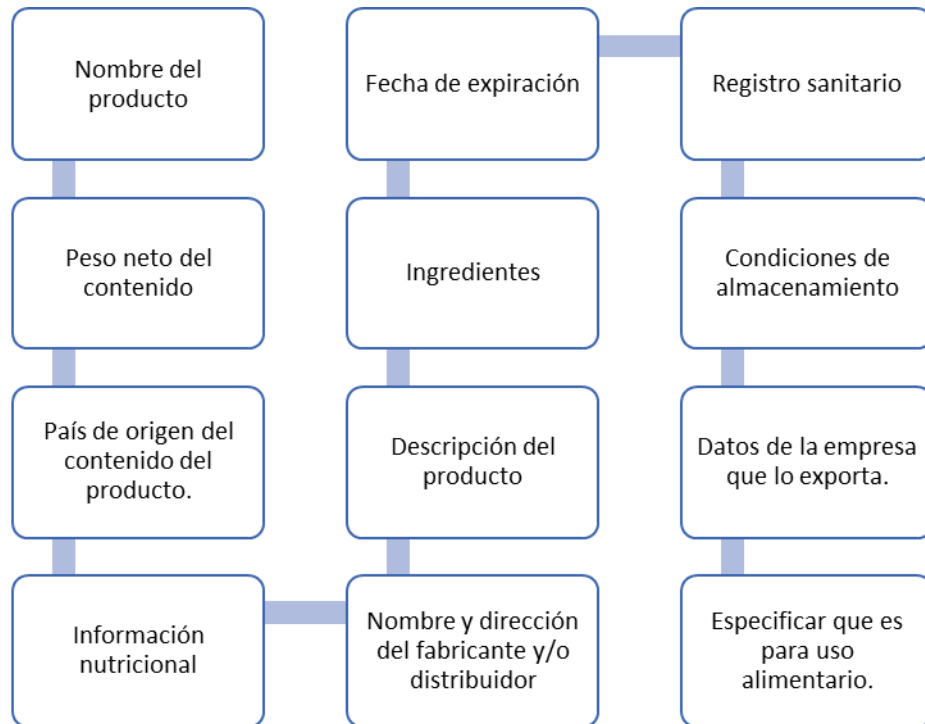 Nombre del
producto
Peso neto del
contenido
País de origen del
contenido del
producto.
Información
nutricional
Nombre y dirección
del fabricante y/o
distribuidor
Descripción del
producto
Ingredientes
Fecha de expiración
Registro sanitario
Condiciones de
almacenamiento
Datos de la empresa
que lo exporta.
Especificar que es
para uso
alimentario.